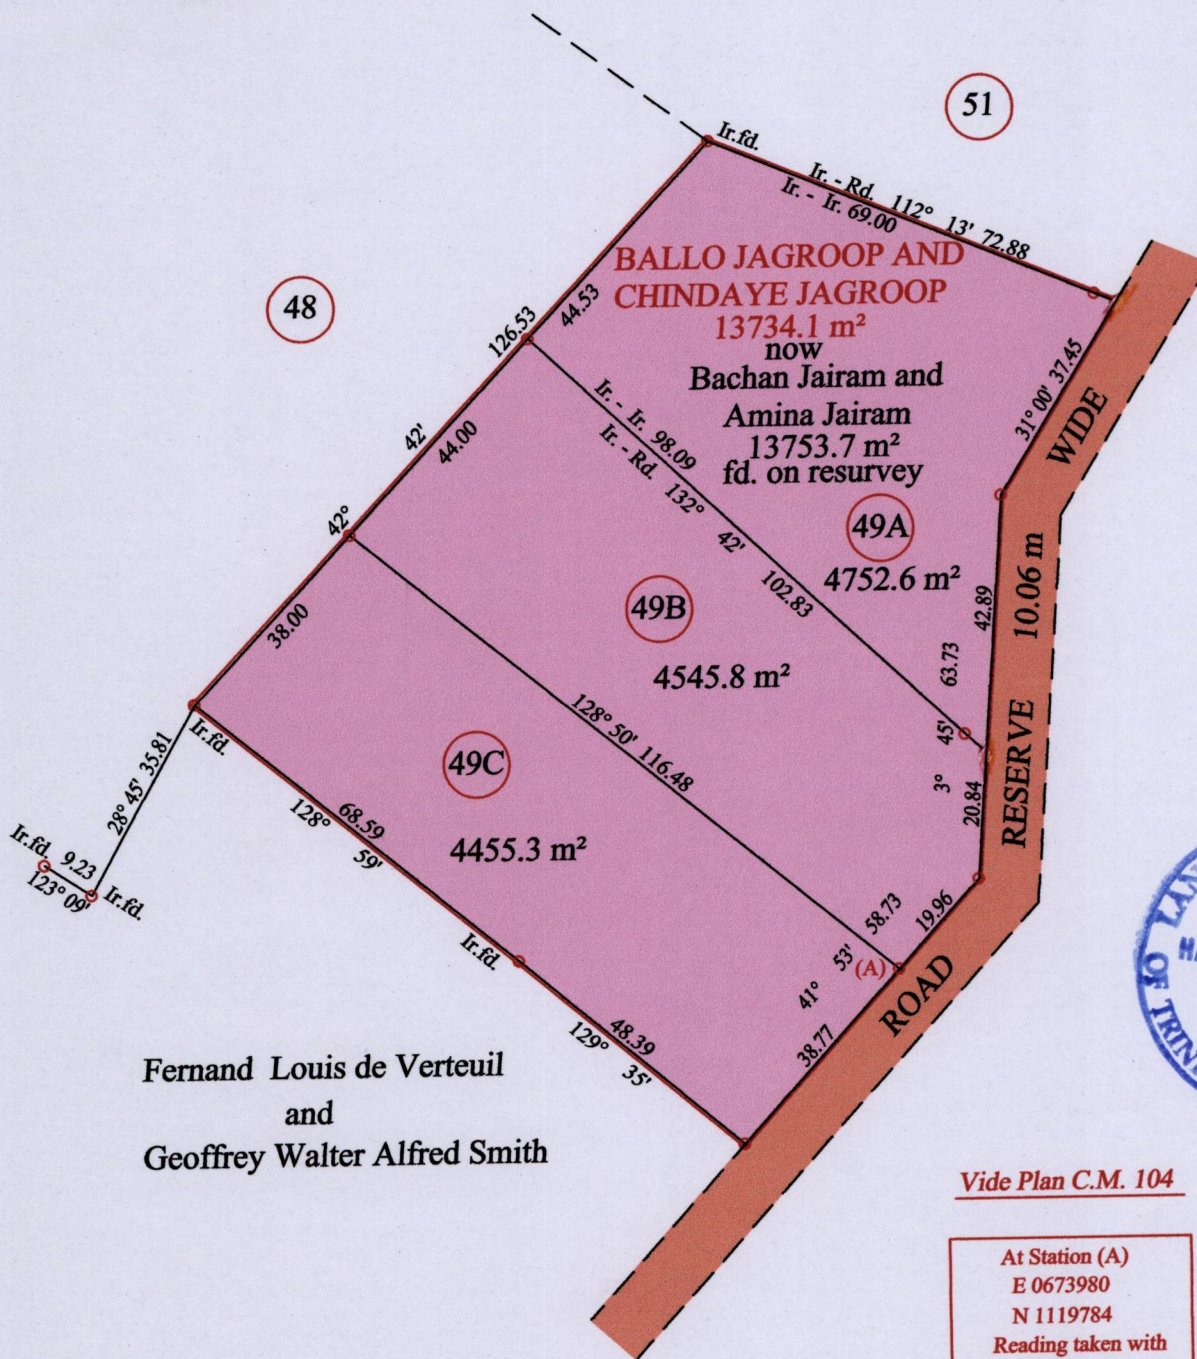 51
Ir.fd.
Ir. - Rd. 112° 13' 72.88
Ir. - Ir. 69.00
BALLO JAGROOP AND
CHINDAYE JAGROOP
13734.1 m²
now
Bachan Jairam and
Amina Jairam
13753.7 m²
fd. on resurvey
48
126.53
44.53
42'
44.00
42°
38.00
Ir. - Ir. 98.09
Ir. - Rd. 132° 42' 102.83
49A
4752.6 m²
31° 00' 37.45
WIDE
10.06 m
RESERVE
ROAD
42.89
63.73
45'
3°
20.84
49B
4545.8 m²
128° 50' 116.48
49C
4455.3 m²
Ir.fd.
28° 45' 35.81
Ir.fd.
9.23
123° 09'
Ir.fd.
68.59
128° 59'
Ir.fd.
48.39
129° 35'
58.73
19.96
53'
41°
(A)
38.77
Fernand Louis de Verteuil
and
Geoffrey Walter Alfred Smith
OF TRIN
Vide Plan C.M. 104
At Station (A)
E 0673980
N 1119784
Reading taken with